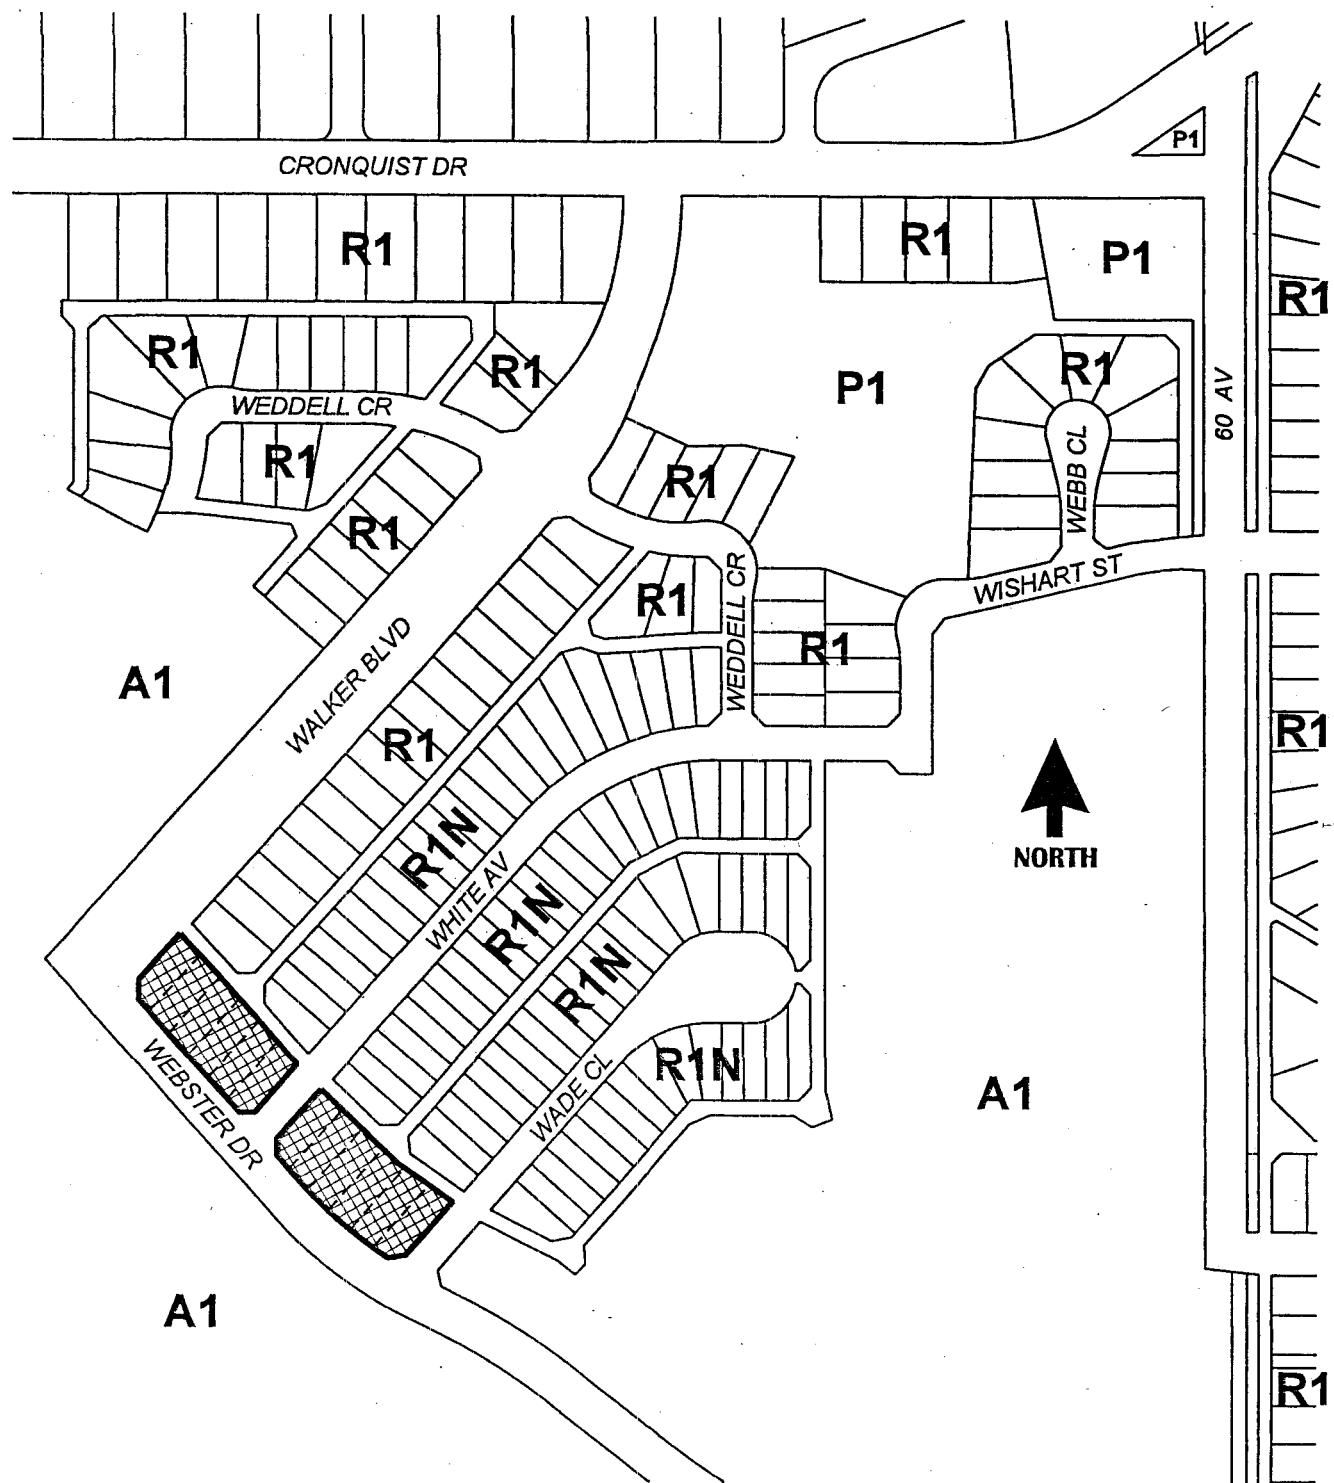 P1
CRONQUIST DR
R1
R1
P1
R1
R1
R1
R1
P1
WEDDELL CR
60 AV
R1
R1
WEBB CL
R1
WISHART ST
R1
WEDDELL CR
R1
A1
WALKER BLVD
R1
R1
NORTH
R1N
WHITE AV
R1N
R1N
WEBSTER DR
WADE CL
R1N
A1
A1
R1